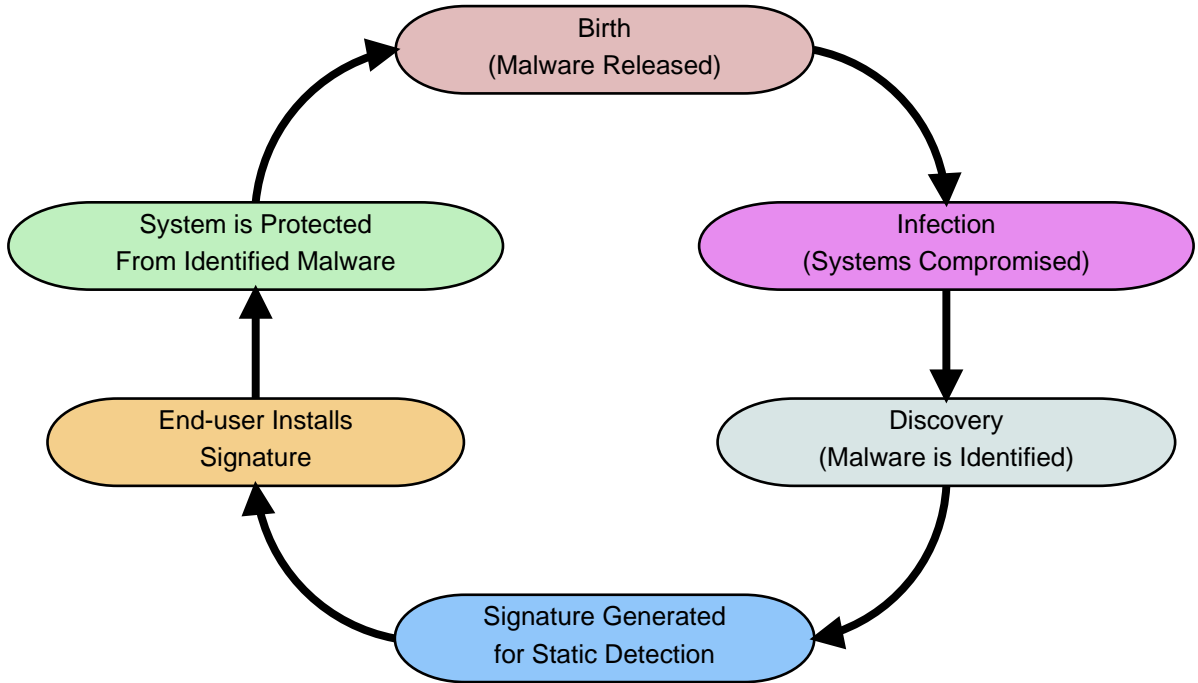 Birth
(Malware Released)
Infection
(Systems Compromised)
Discovery
(Malware is Identified)
Signature Generated
for Static Detection
End-user Installs
Signature
System is Protected
From Identified Malware